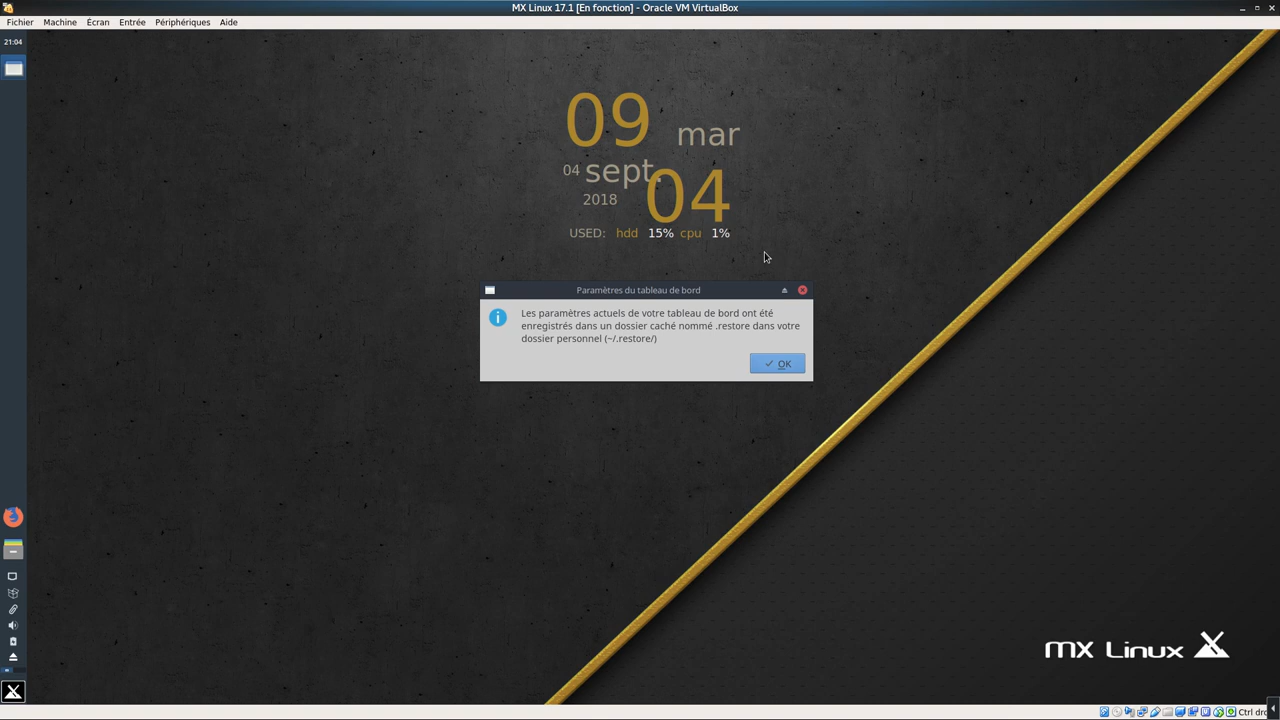 MX Linux 17.1 [En fonction] - Oracle VM VirtualBox
Fichier Machine Écran Entrée Périphériques Aide
21:04
09 mar
04 sept.
2018 04
USED: hdd 15% cpu 1%
Paramètres du tableau de bord
Les paramètres actuels de votre tableau de bord ont été
enregistrés dans un dossier caché nommé .restore dans votre
dossier personnel (~/.restore/)
OK
mx Linux
Ctrl